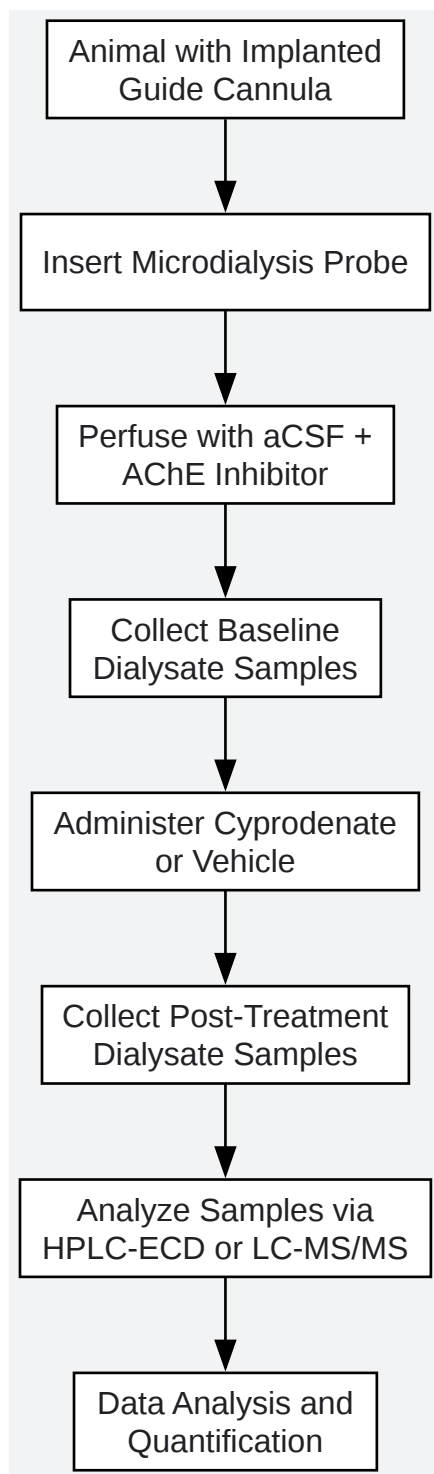 Animal with Implanted
Guide Cannula
Insert Microdialysis Probe
Perfuse with aCSF +
AChE Inhibitor
Collect Baseline
Dialysate Samples
Administer Cyprodenate
or Vehicle
Collect Post-Treatment
Dialysate Samples
Analyze Samples via
HPLC-ECD or LC-MS/MS
Data Analysis and
Quantification